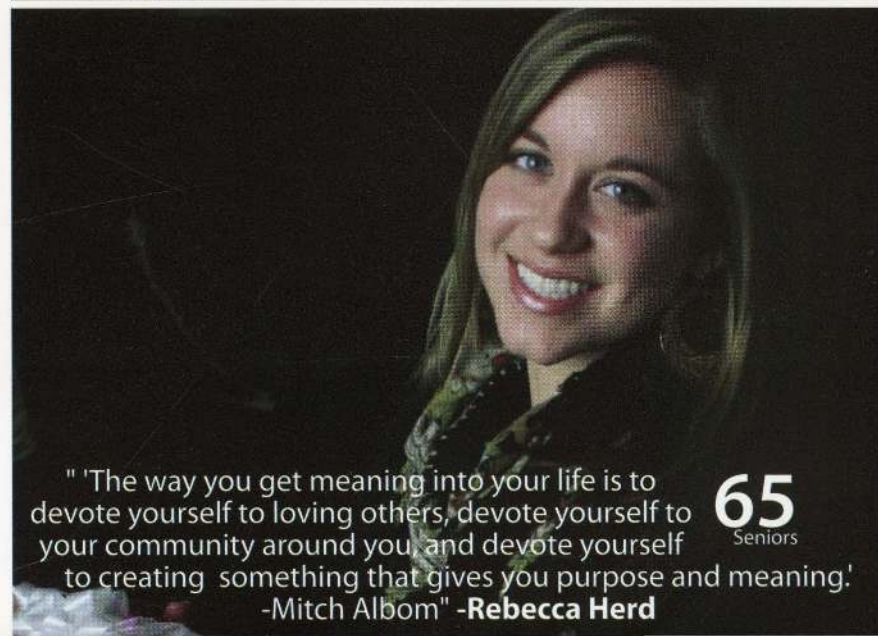 " 'The way you get meaning into your life is to
devote yourself to loving others, devote yourself to
your community around you, and devote yourself
to creating something that gives you purpose and meaning.'
-Mitch Albom" -Rebecca Herd
65
Seniors